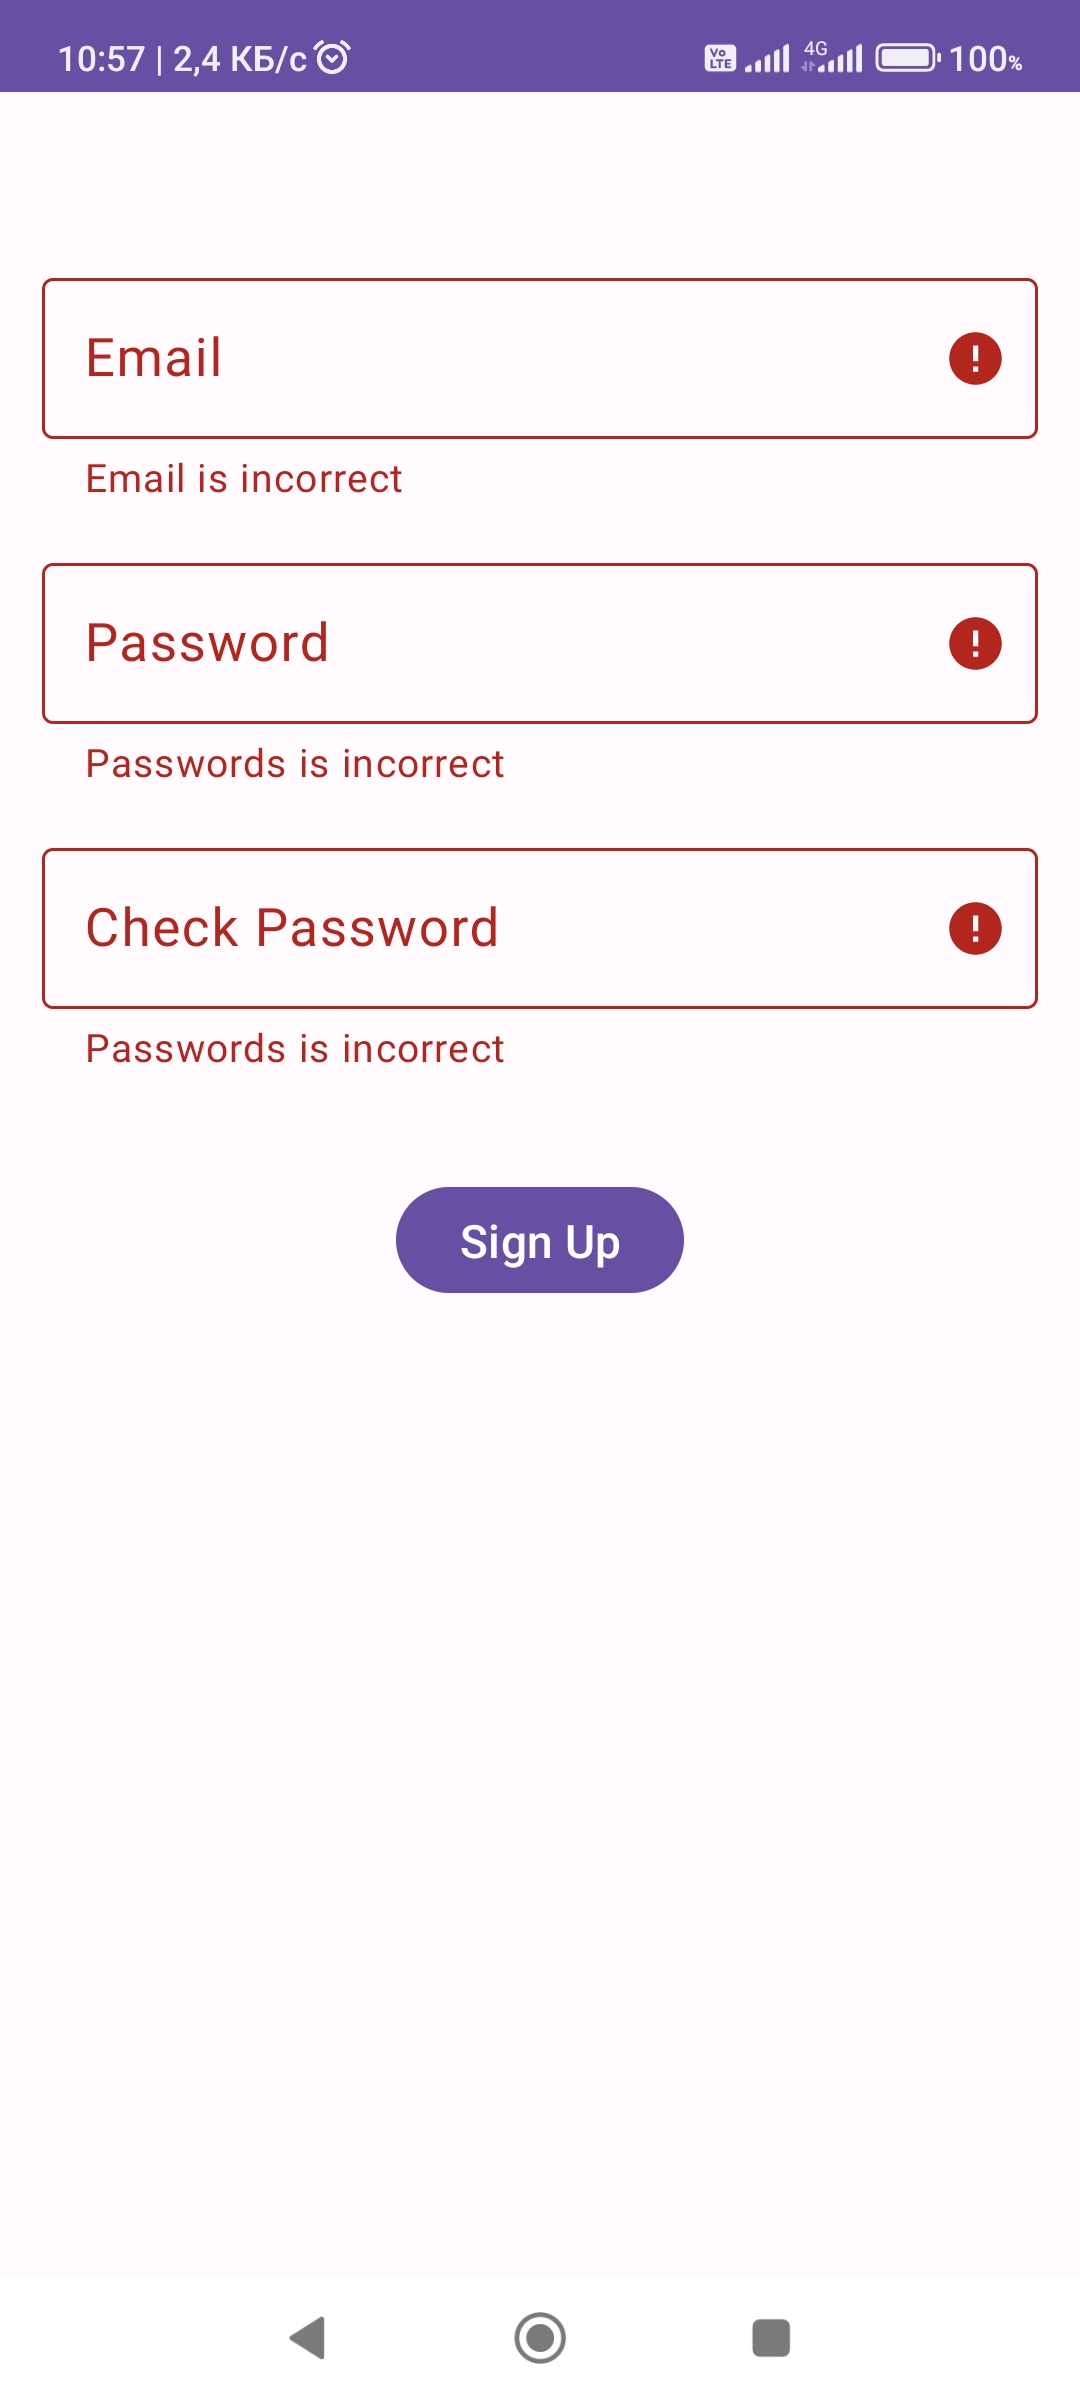 10:57 | 2,4 КБ/с Vo LTE 4G 100%
Email
Email is incorrect
Password
Passwords is incorrect
Check Password
Passwords is incorrect
Sign Up